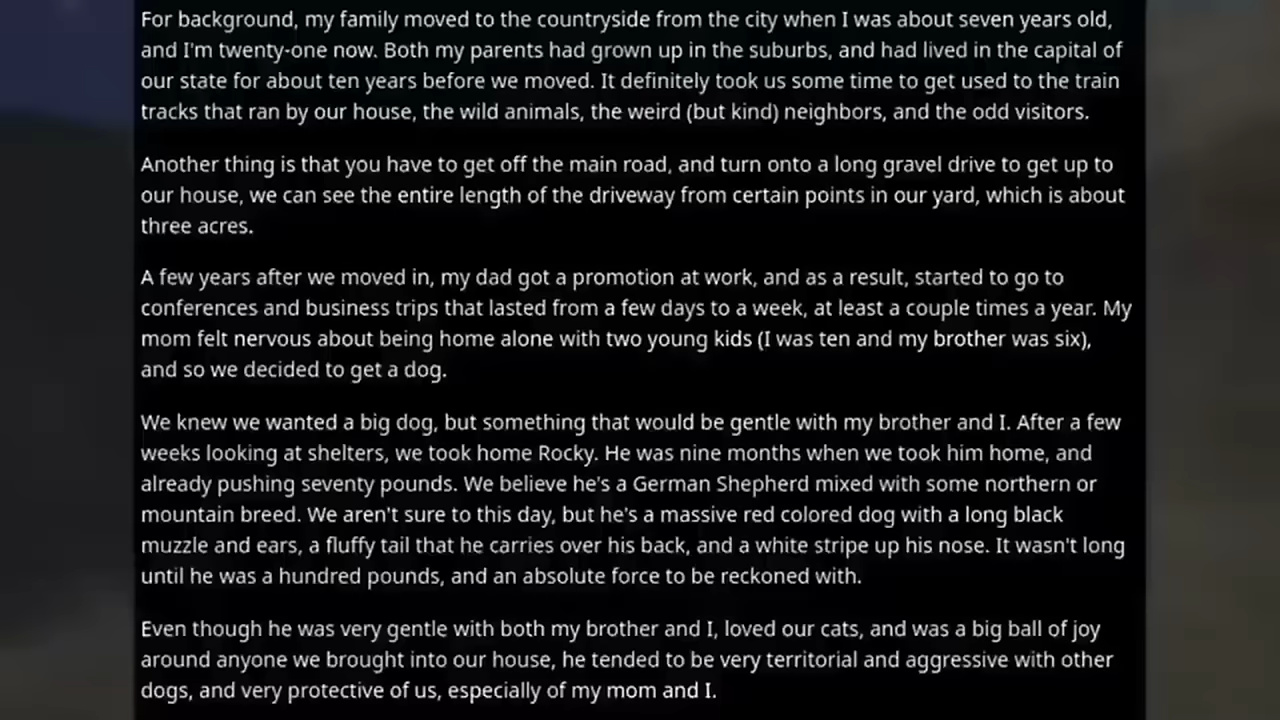 For background, my family moved to the countryside from the city when I was about seven years old,
and I'm twenty-one now. Both my parents had grown up in the suburbs, and had lived in the capital of
our state for about ten years before we moved. It definitely took us some time to get used to the train
tracks that ran by our house, the wild animals, the weird (but kind) neighbors, and the odd visitors.
Another thing is that you have to get off the main road, and turn onto a long gravel drive to get up to
our house, we can see the entire length of the driveway from certain points in our yard, which is about
three acres.
A few years after we moved in, my dad got a promotion at work, and as a result, started to go to
conferences and business trips that lasted from a few days to a week, at least a couple times a year. My
mom felt nervous about being home alone with two young kids (I was ten and my brother was six),
and so we decided to get a dog.
We knew we wanted a big dog, but something that would be gentle with my brother and I. After a few
weeks looking at shelters, we took home Rocky. He was nine months when we took him home, and
already pushing seventy pounds. We believe he's a German Shepherd mixed with some northern or
mountain breed. We aren't sure to this day, but he's a massive red colored dog with a long black
muzzle and ears, a fluffy tail that he carries over his back, and a white stripe up his nose. It wasn't long
until he was a hundred pounds, and an absolute force to be reckoned with.
Even though he was very gentle with both my brother and I, loved our cats, and was a big ball of joy
around anyone we brought into our house, he tended to be very territorial and aggressive with other
dogs, and very protective of us, especially of my mom and I.